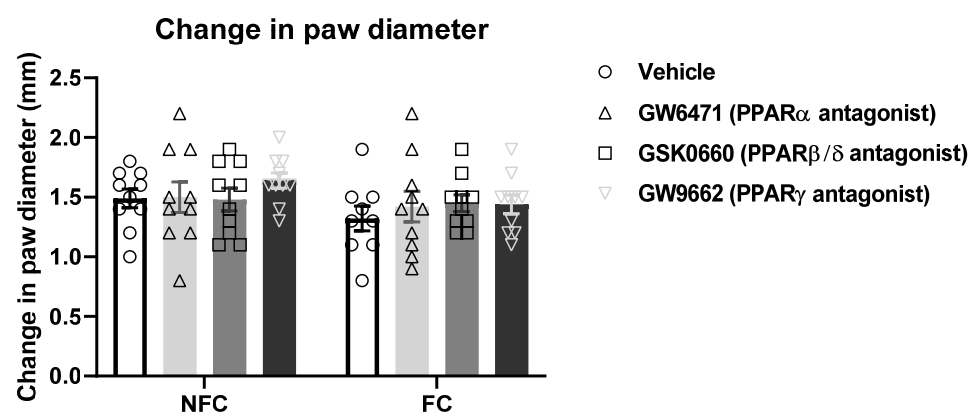 Change in paw diameter
Change in paw diameter (mm)
2.5
2.0
1.5
1.0
0.5
0.0
NFC
FC
Vehicle
GW6471 (PPARα antagonist)
GSK0660 (PPARβ/δ antagonist)
GW9662 (PPARγ antagonist)